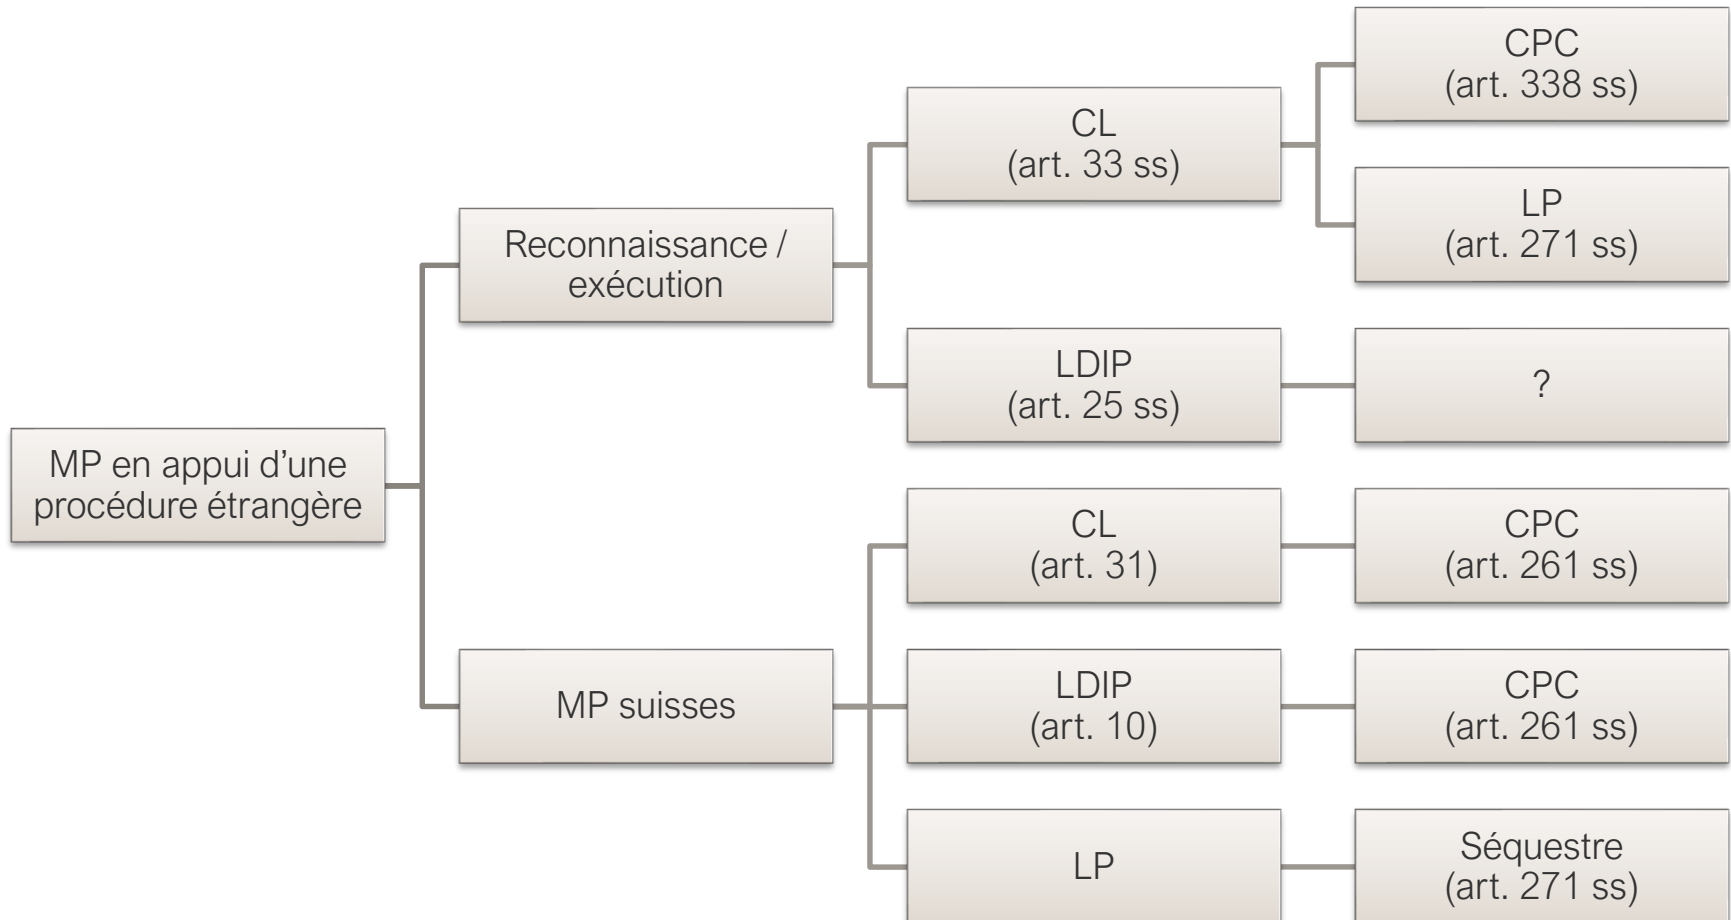 MP en appui d’une
procédure étrangère
Reconnaissance /
exécution
CL
(art. 33 ss)
CPC
(art. 338 ss)
LP
(art. 271 ss)
LDIP
(art. 25 ss)
?
MP suisses
CL
(art. 31)
CPC
(art. 261 ss)
LDIP
(art. 10)
CPC
(art. 261 ss)
LP
Séquestre
(art. 271 ss)